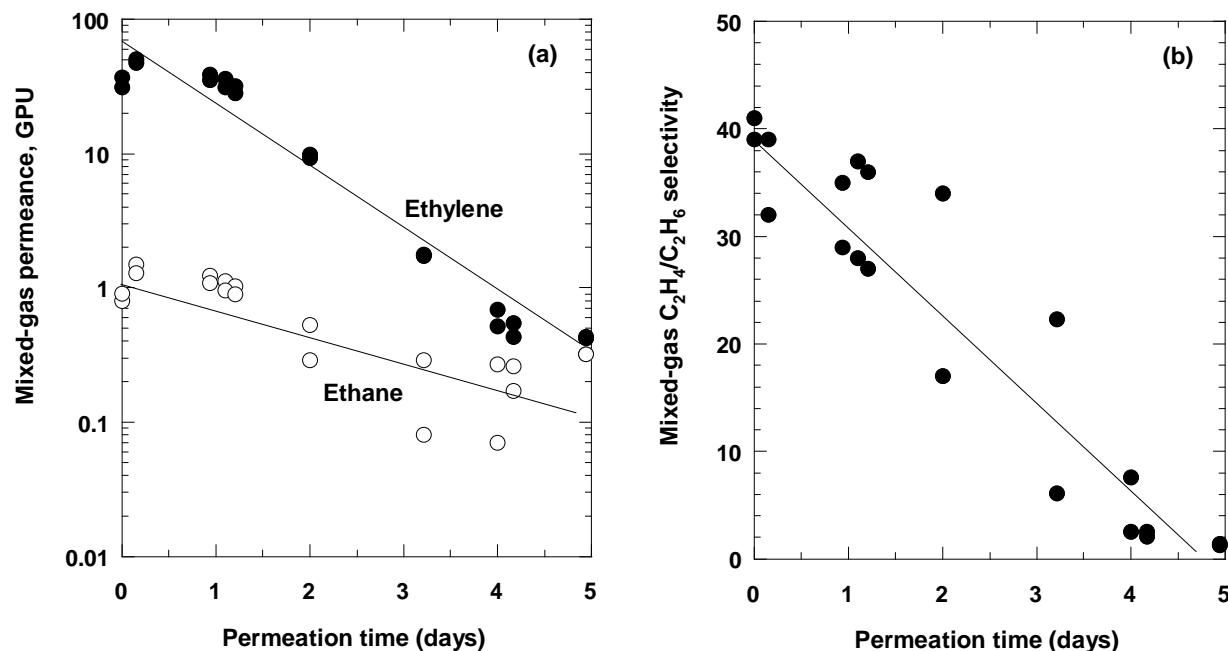 (a)
Mixed-gas permeance, GPU
100
10
1
0.1
0.01
Ethylene
Ethane
0 1 2 3 4 5
Permeation time (days)
(b)
Mixed-gas C₂H₄/C₂H₆ selectivity
50
40
30
20
10
0
0 1 2 3 4 5
Permeation time (days)